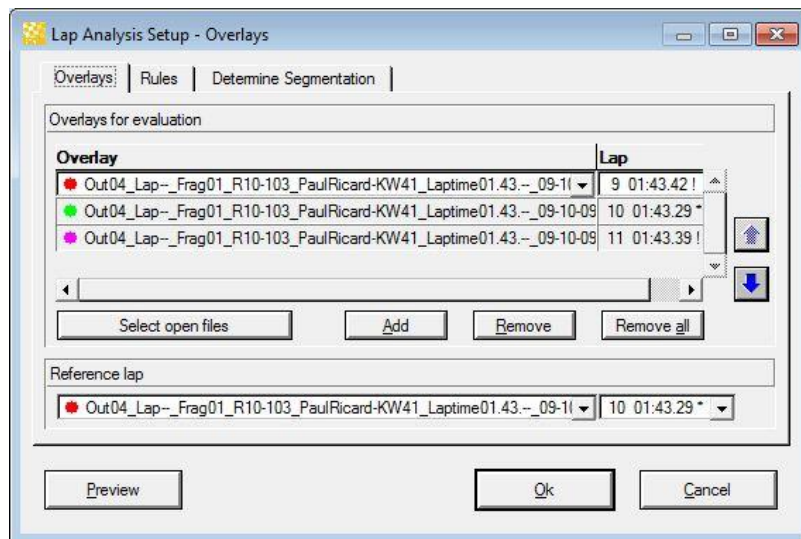 Lap Analysis Setup - Overlays
Overlays Rules Determine Segmentation
Overlays for evaluation
Overlay Lap
Out04_Lap--_Frag01_R10-103_PaulRicard-KW41_Laptime01.43.--_09-1( 9 01:43.42 !
Out04_Lap--_Frag01_R10-103_PaulRicard-KW41_Laptime01.43.--_09-10-09 10 01:43.29 *
Out04_Lap--_Frag01_R10-103_PaulRicard-KW41_Laptime01.43.--_09-10-09 11 01:43.39 !
Select open files Add Remove Remove all
Reference lap
Out04_Lap--_Frag01_R10-103_PaulRicard-KW41_Laptime01.43.--_09-1( 10 01:43.29 *
Preview Ok Cancel